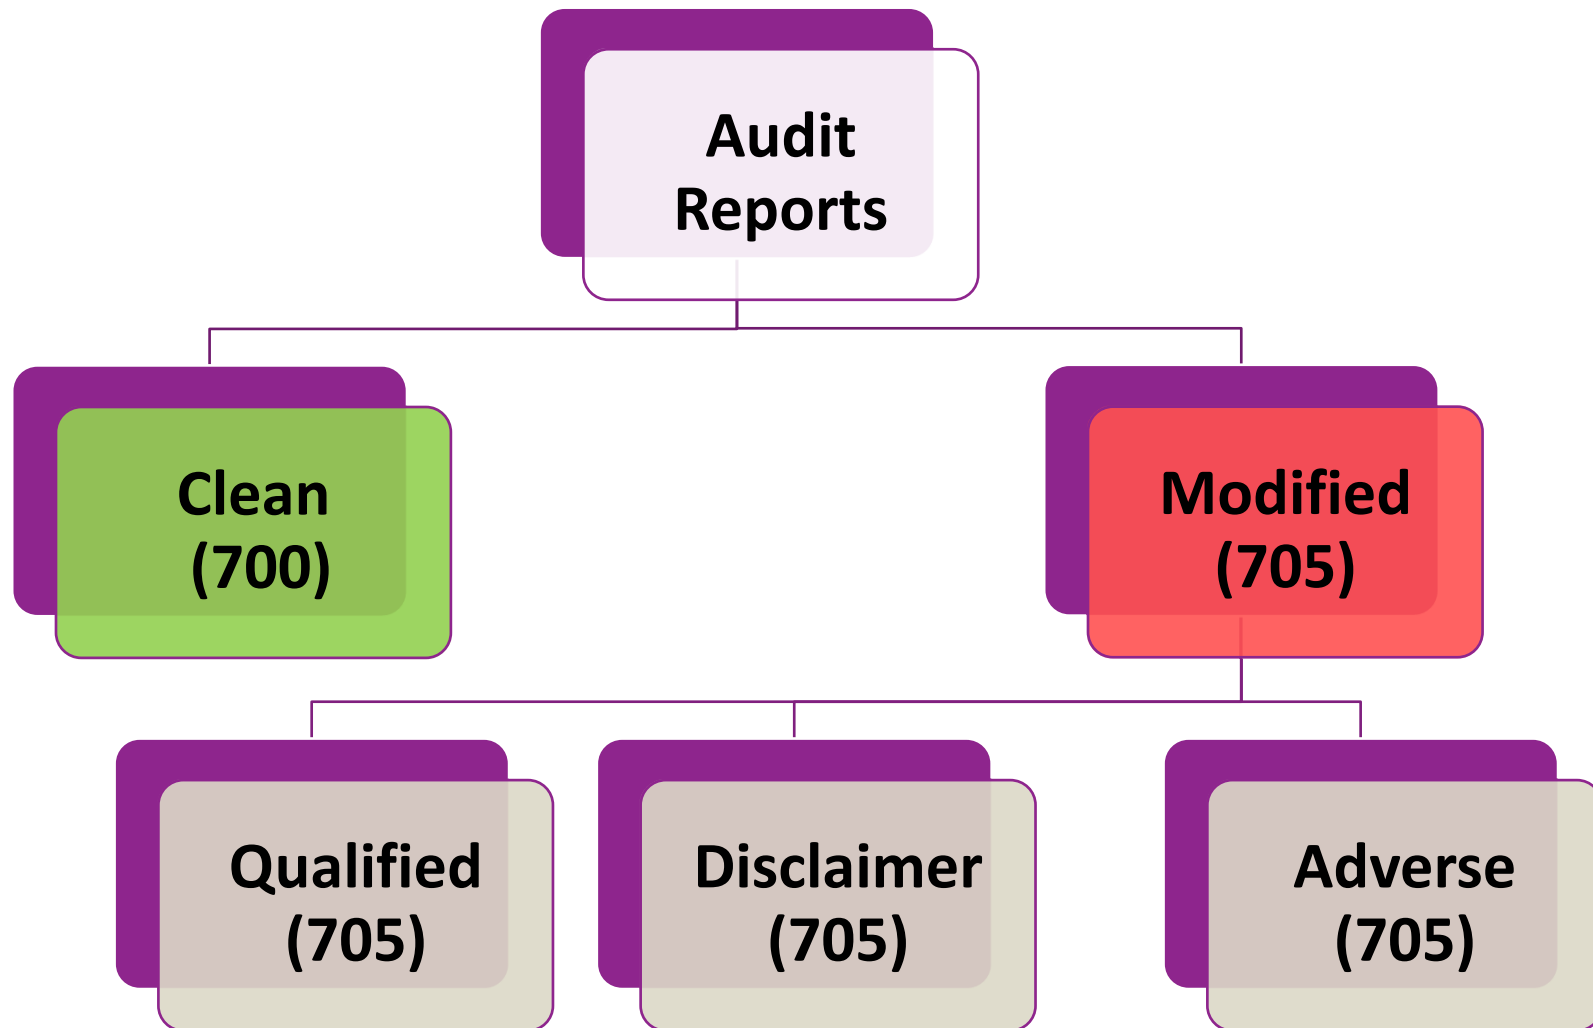 Audit
Reports
Clean
(700)
Modified
(705)
Qualified
(705)
Disclaimer
(705)
Adverse
(705)